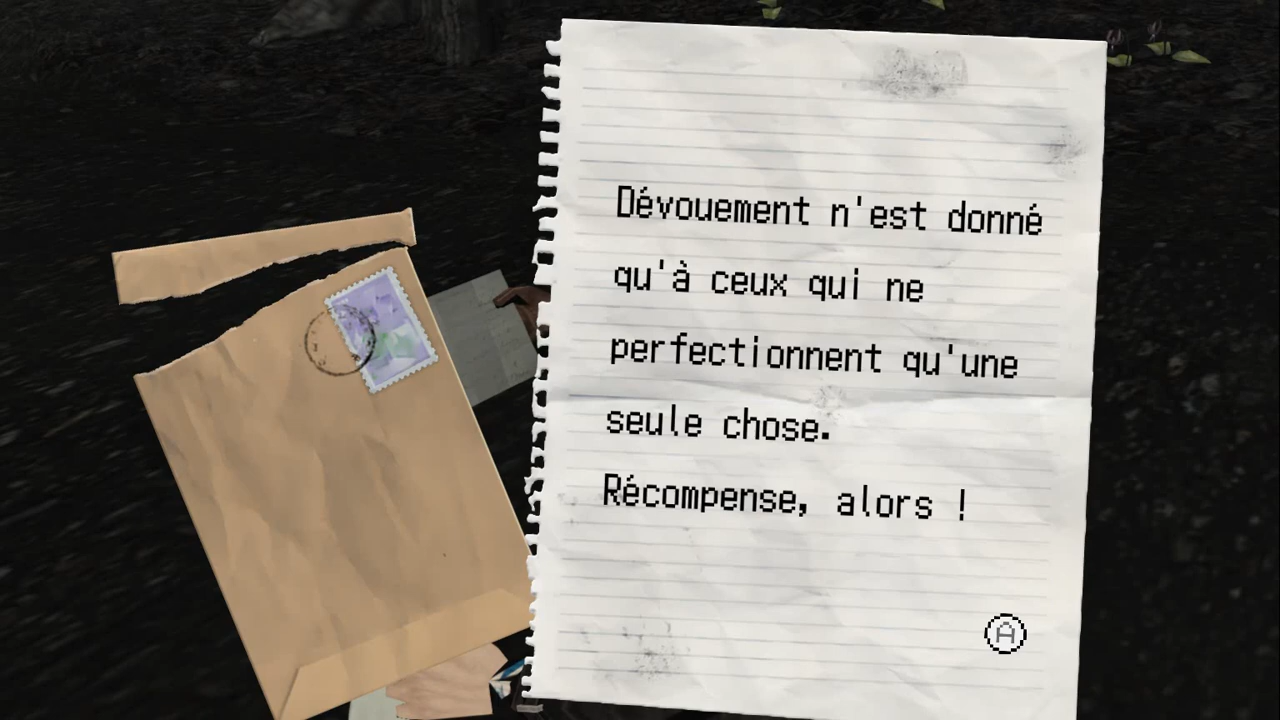 Dévouement n'est donné
qu'à ceux qui ne
perfectionnent qu'une
seule chose.
Récompense, alors !
A